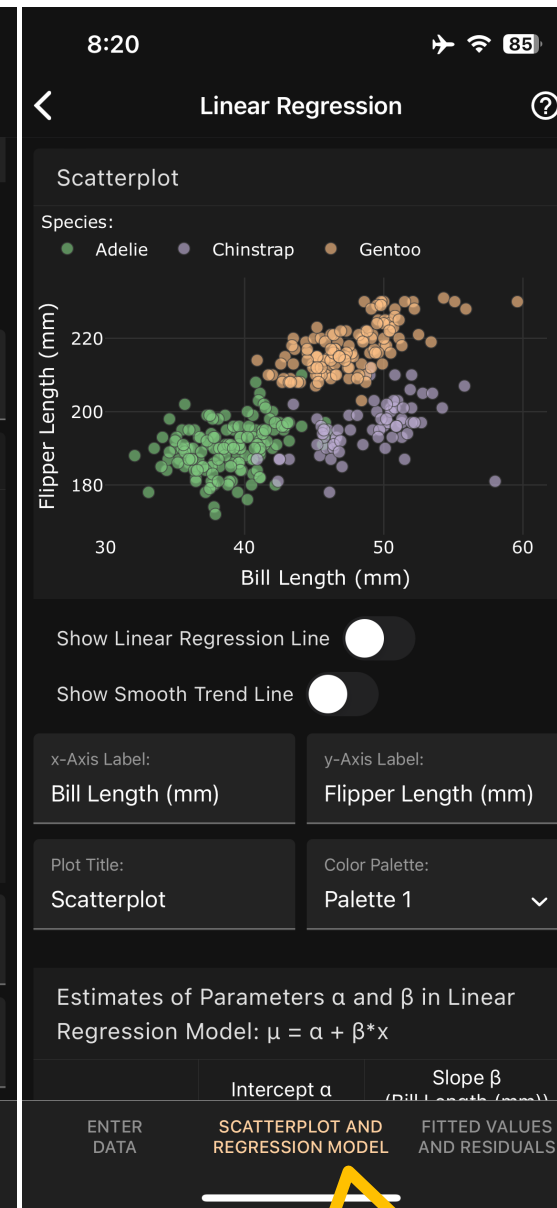 8:20
85
Linear Regression
Scatterplot
Species:
Adelie Chinstrap Gentoo
Flipper Length (mm)
220
200
180
30 40 50 60
Bill Length (mm)
Show Linear Regression Line
Show Smooth Trend Line
x-Axis Label:
Bill Length (mm)
y-Axis Label:
Flipper Length (mm)
Plot Title:
Scatterplot
Color Palette:
Palette 1
Estimates of Parameters α and β in Linear
Regression Model: μ = α + β*x
Intercept α
Slope β
(Bill Length (mm))
ENTER
DATA
SCATTERPLOT AND
REGRESSION MODEL
FITTED VALUES
AND RESIDUALS